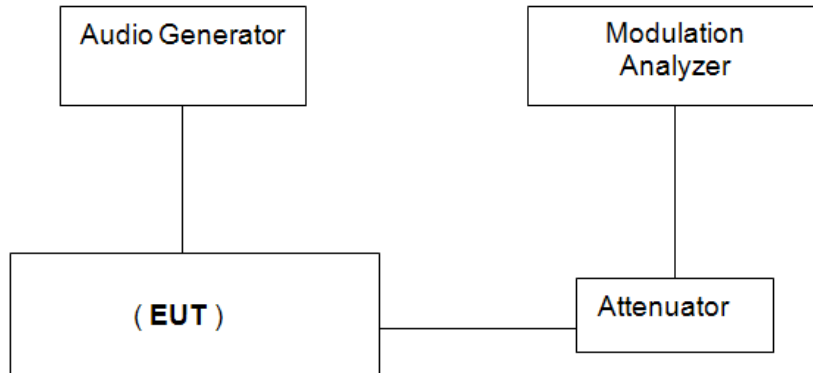 Audio Generator
Modulation
Analyzer
( EUT )
Attenuator